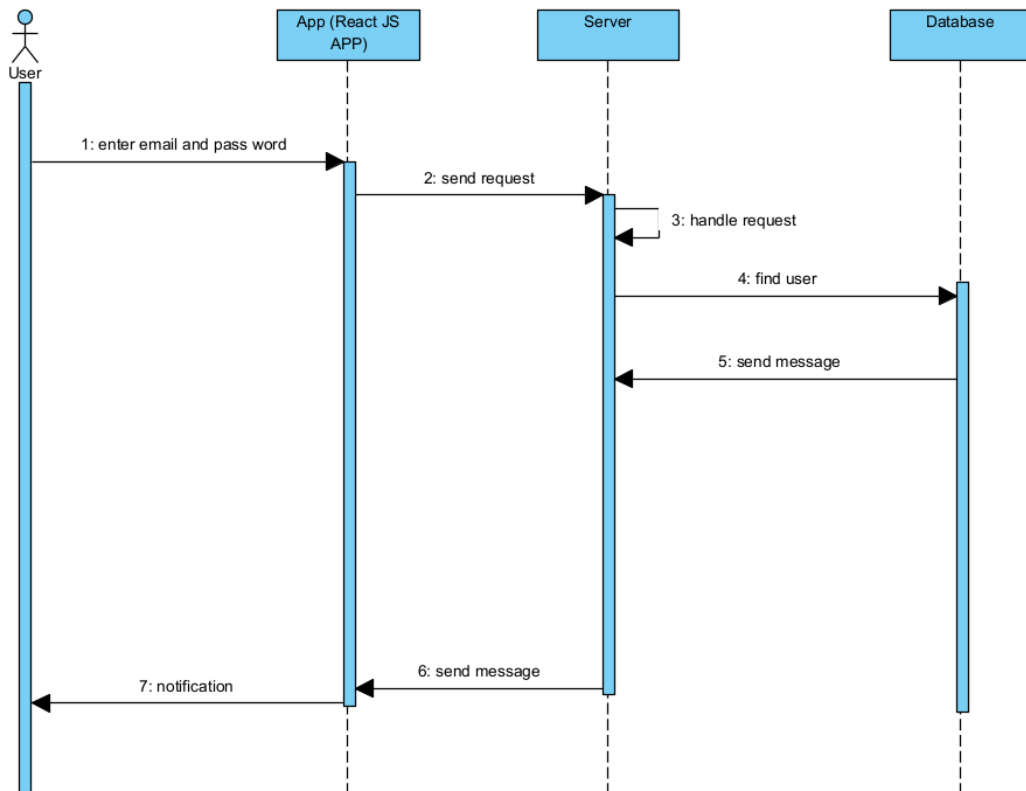 App (React JS
APP)
Server
Database
User
1: enter email and pass word
2: send request
3: handle request
4: find user
5: send message
6: send message
7: notification